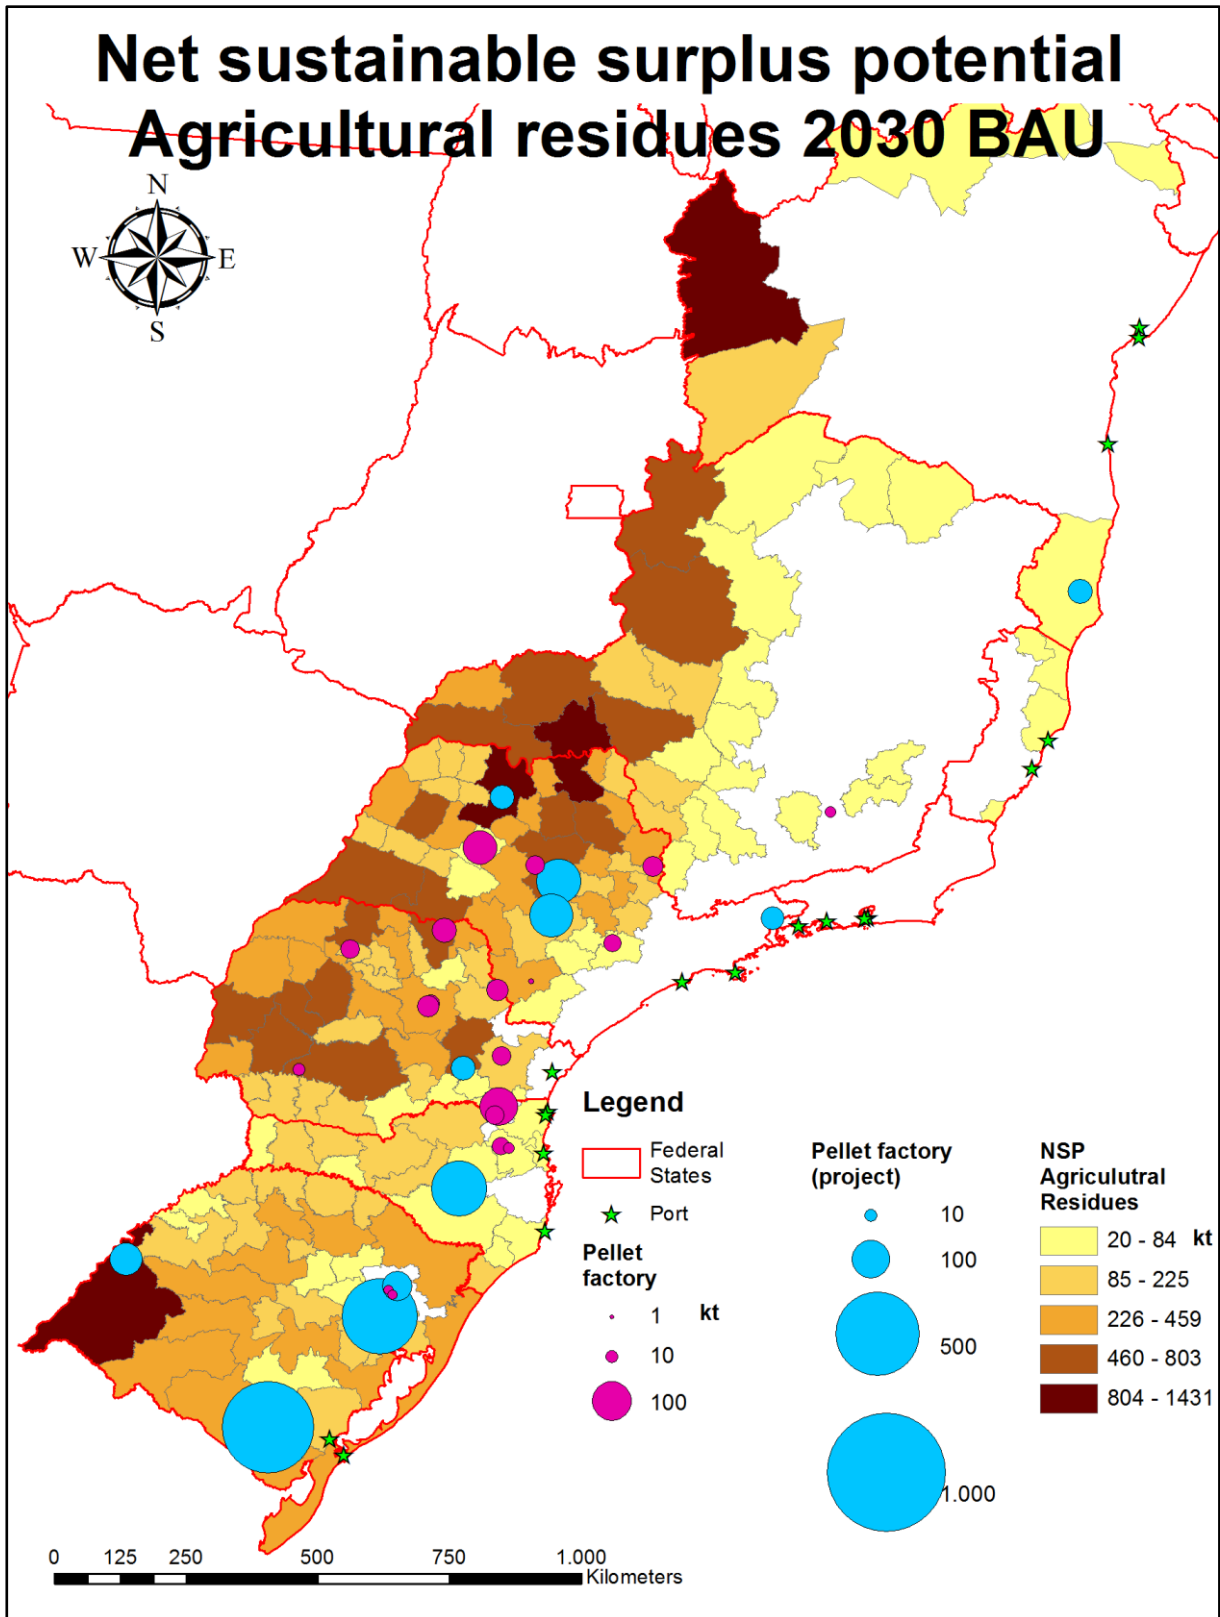 Net sustainable surplus potential
Agricultural residues 2030 BAU
N
W
E
S
Legend
Federal
States
Port
Pellet
factory
1 kt
10
100
Pellet factory
(project)
10
100
500
1.000
NSP
Agriculutral
Residues
20 - 84 kt
85 - 225
226 - 459
460 - 803
804 - 1431
0 125 250 500 750 1.000
Kilometers